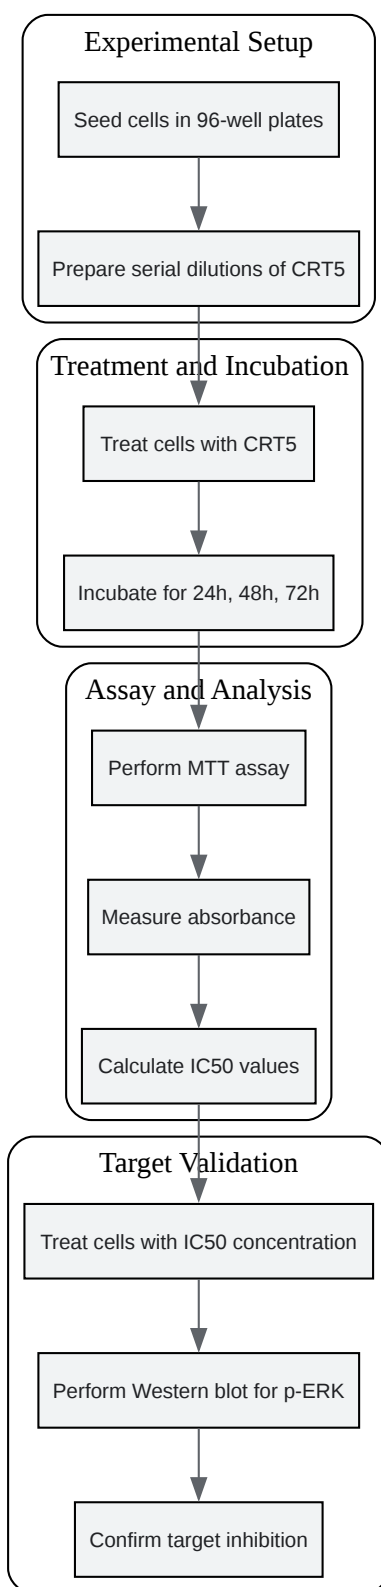 Experimental Setup
Seed cells in 96-well plates
Prepare serial dilutions of CRT5
Treatment and Incubation
Treat cells with CRT5
Incubate for 24h, 48h, 72h
Assay and Analysis
Perform MTT assay
Measure absorbance
Calculate IC50 values
Target Validation
Treat cells with IC50 concentration
Perform Western blot for p-ERK
Confirm target inhibition